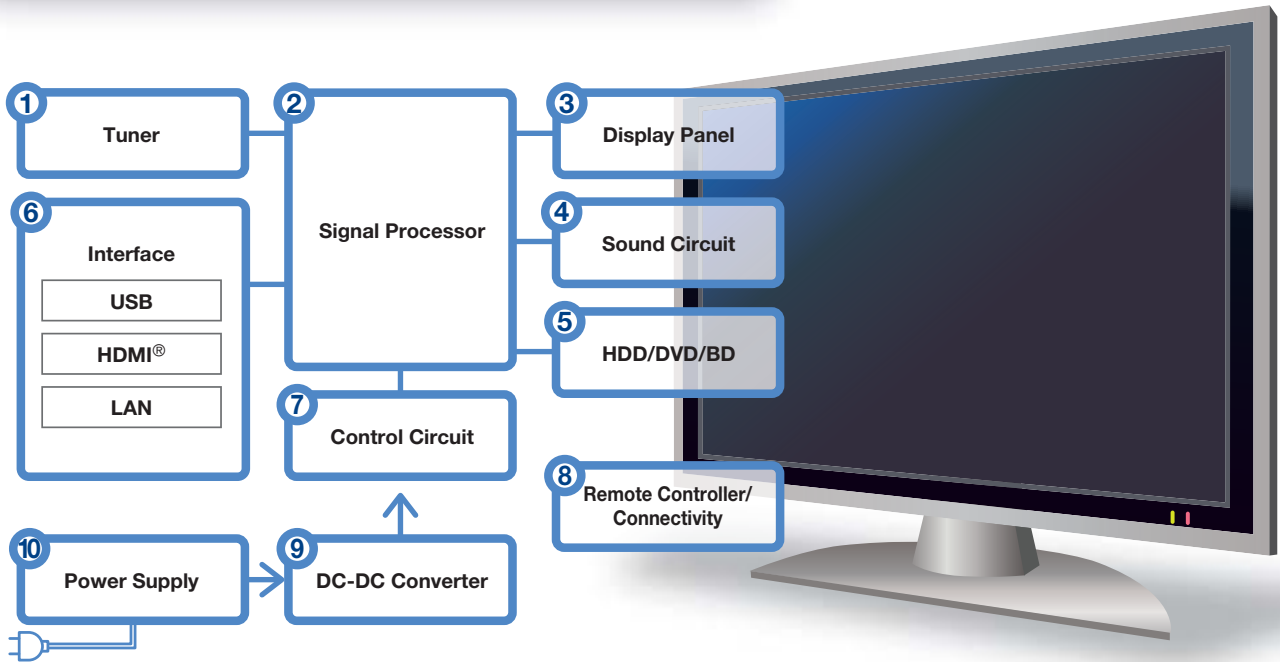 1
Tuner
2
Signal Processor
3
Display Panel
4
Sound Circuit
5
HDD/DVD/BD
6
Interface
USB
HDMI®
LAN
7
Control Circuit
8
Remote Controller/
Connectivity
9
DC-DC Converter
10
Power Supply